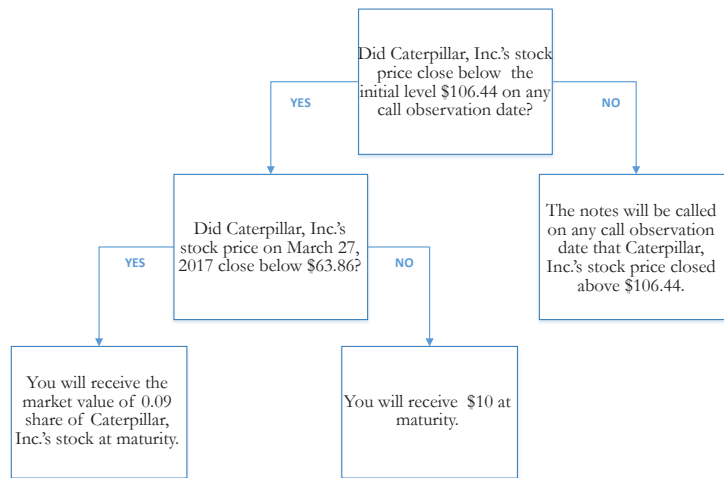 Did Caterpillar, Inc.'s stock
price close below the
initial level $106.44 on any
call observation date?
YES
NO
Did Caterpillar, Inc.'s
stock price on March 27,
2017 close below $63.86?
The notes will be called
on any call observation
date that Caterpillar,
Inc.'s stock price closed
above $106.44.
YES
NO
You will receive the
market value of 0.09
share of Caterpillar,
Inc.'s stock at maturity.
You will receive $10 at
maturity.